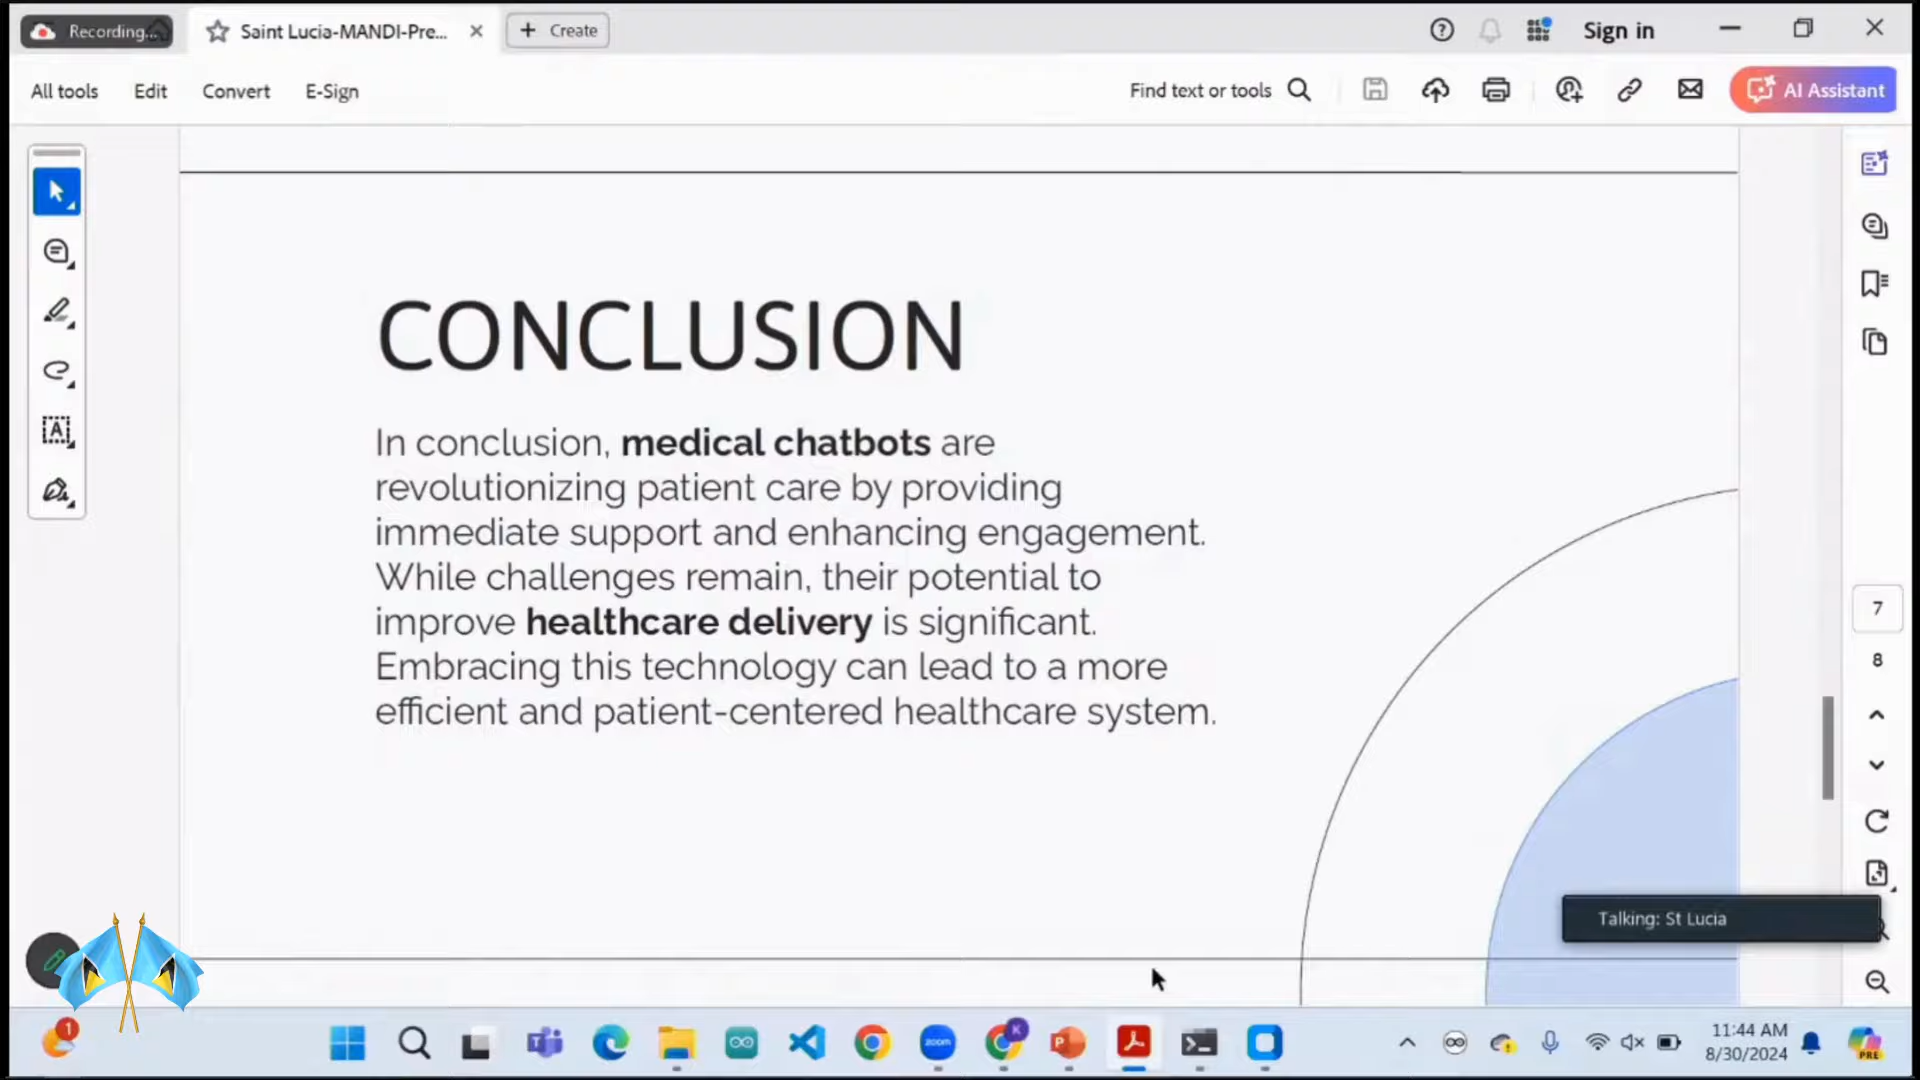 Recording...
Saint Lucia-MANDI-Pre...
Create
Sign in
All tools
Edit
Convert
E-Sign
Find text or tools
AI Assistant
CONCLUSION
In conclusion, medical chatbots are
revolutionizing patient care by providing
immediate support and enhancing engagement.
While challenges remain, their potential to
improve healthcare delivery is significant.
Embracing this technology can lead to a more
efficient and patient-centered healthcare system.
7
8
Talking: St Lucia
1
zoom
K
11:44 AM
8/30/2024
PRE